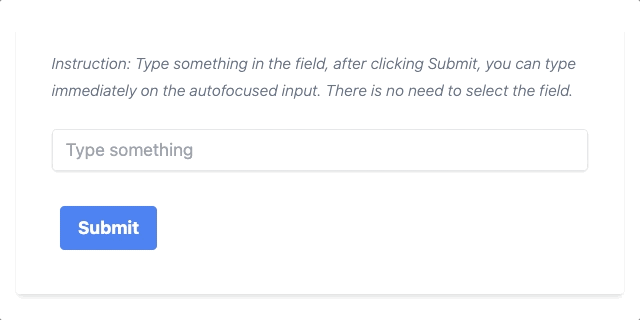 Instruction: Type something in the field, after clicking Submit, you can type
immediately on the autofocused input. There is no need to select the field.
Type something
Submit